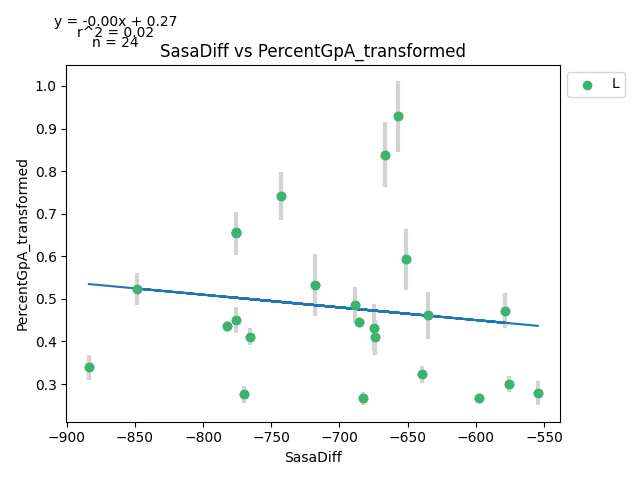 y = -0.00x + 0.27
r^2 = 0.02
n = 24
SasaDiff vs PercentGpA_transformed
L
PercentGpA_transformed
1.0
0.9
0.8
0.7
0.6
0.5
0.4
0.3
−900
−850
−800
−750
−700
−650
−600
−550
SasaDiff